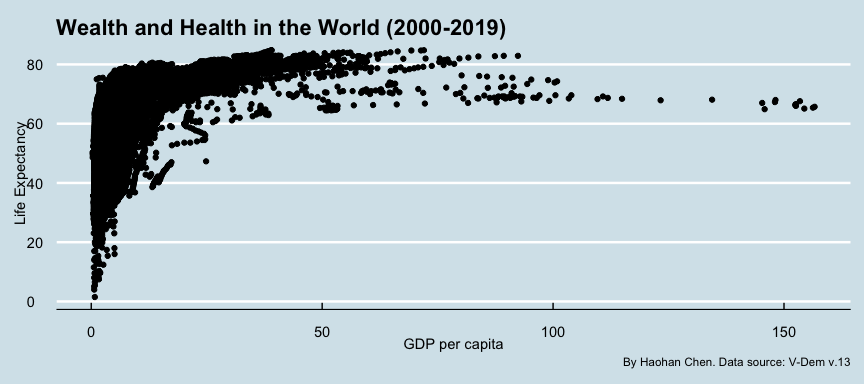 Wealth and Health in the World (2000-2019)
80
60
40
20
0
Life Expectancy
0 50 100 150
GDP per capita
By Haohan Chen. Data source: V-Dem v.13